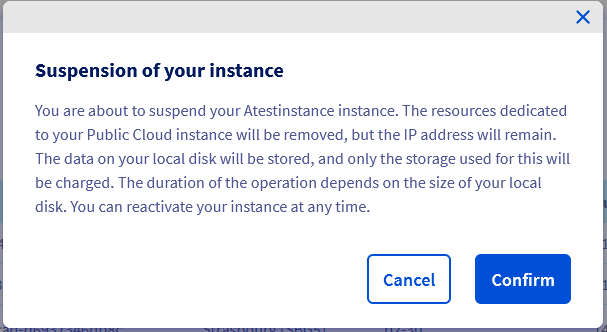 Suspension of your instance
You are about to suspend your Atestinstance instance. The resources dedicated
to your Public Cloud instance will be removed, but the IP address will remain.
The data on your local disk will be stored, and only the storage used for this will
be charged. The duration of the operation depends on the size of your local
disk. You can reactivate your instance at any time.
Cancel Confirm